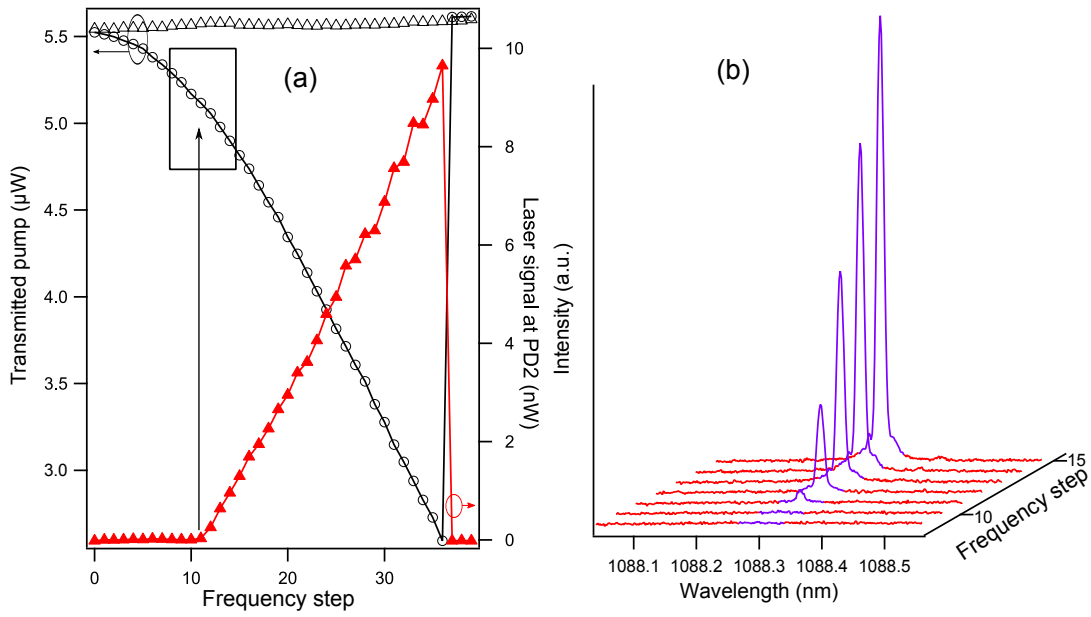 (a)
Transmitted pump (µW)
5.5
5.0
4.5
4.0
3.5
3.0
0
10
20
30
Frequency step
10
8
6
4
2
0
Laser signal at PD2 (nW)
(b)
Intensity (a.u.)
1088.1
1088.2
1088.3
1088.4
1088.5
Wavelength (nm)
15
10
Frequency step